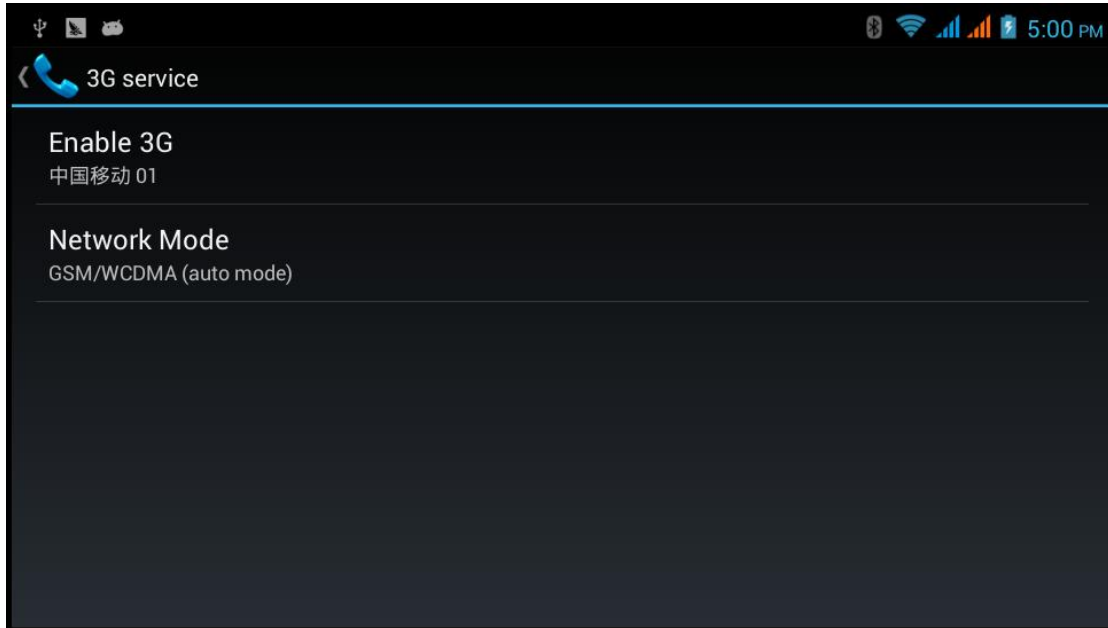 5:00 PM
3G service
Enable 3G
中国移动 01
Network Mode
GSM/WCDMA (auto mode)